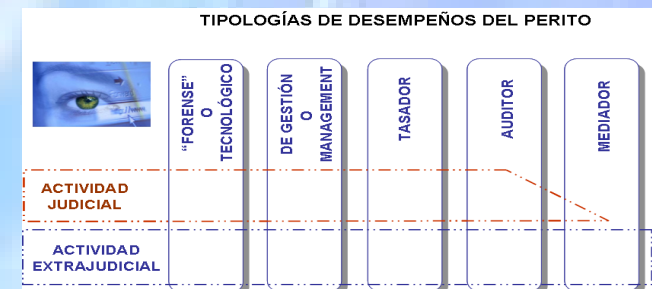 TIPOLOGÍAS DE DESEMPEÑOS DEL PERITO
“FORENSE”
O
TECNOLÓGICO
DE GESTIÓN
O
MANAGEMENT
TASADOR
AUDITOR
MEDIADOR
ACTIVIDAD
JUDICIAL
ACTIVIDAD
EXTRAJUDICIAL